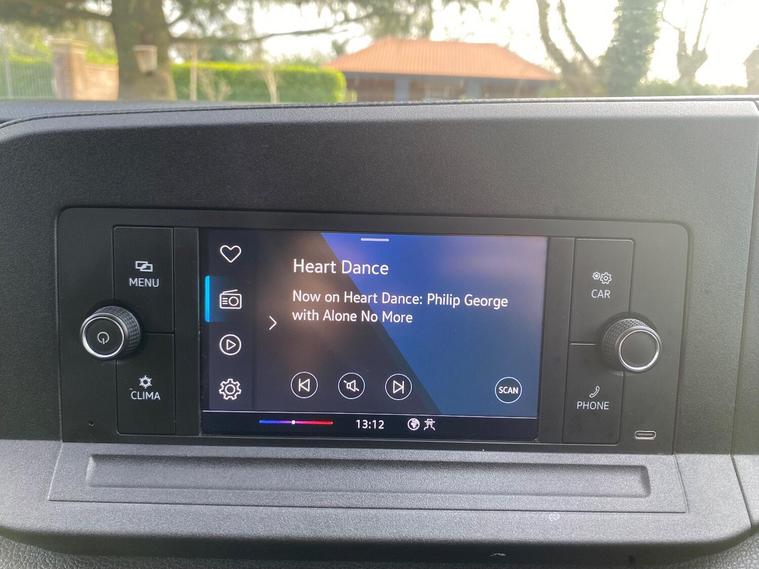 MENU
CLIMA
Heart Dance
Now on Heart Dance: Philip George
with Alone No More
SCAN
13:12
CAR
PHONE